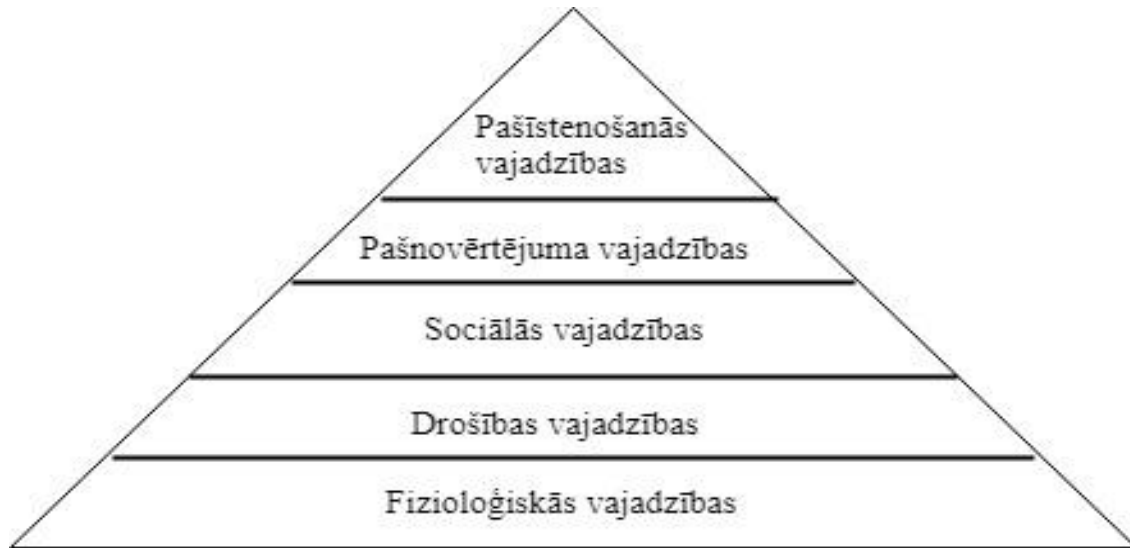 Pašīstenošanās
vajadzības
Pašnovērtējuma vajadzības
Sociālās vajadzības
Drošības vajadzības
Fizioloģiskās vajadzības